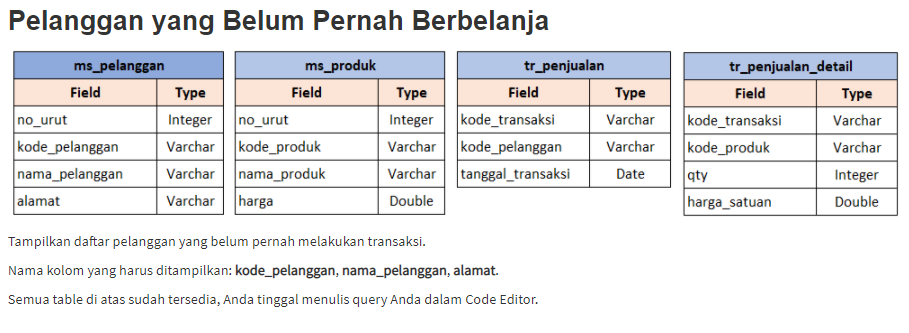 Pelanggan yang Belum Pernah Berbelanja
ms_pelanggan
Field Type
no_urut Integer
kode_pelanggan Varchar
nama_pelanggan Varchar
alamat Varchar
ms_produk
Field Type
no_urut Integer
kode_produk Varchar
nama_produk Varchar
harga Double
tr_penjualan
Field Type
kode_transaksi Varchar
kode_pelanggan Varchar
tanggal_transaksi Date
tr_penjualan_detail
Field Type
kode_transaksi Varchar
kode_produk Varchar
qty Integer
harga_satuan Double
Tampilkan daftar pelanggan yang belum pernah melakukan transaksi.
Nama kolom yang harus ditampilkan: kode_pelanggan, nama_pelanggan, alamat.
Semua table di atas sudah tersedia, Anda tinggal menulis query Anda dalam Code Editor.